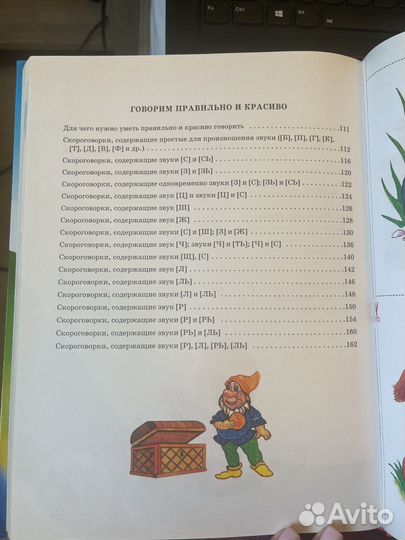 ГОВОРИМ ПРАВИЛЬНО И КРАСИВО
Для чего нужно уметь правильно и красиво говорить 111
Скороговорки, содержащие простые для произношения звуки ([Б], [П], [Г], [К],
[Т], [Д], [В], [Ф] и др.) 112
Скороговорки, содержащие звуки [С] и [СЬ] 116
Скороговорки, содержащие звуки [З] и [ЗЬ] 120
Скороговорки, содержащие одновременно звуки [З] и [С]; [ЗЬ] и [СЬ] 122
Скороговорки, содержащие звук [Ц] и звуки [Ц] и [С] 124
Скороговорки, содержащие звук [Ш] 126
Скороговорки, содержащие звук [Ж] 128
Скороговорки, содержащие звуки [С] и [Ш]; [З] и [Ж] 130
Скороговорки, содержащие звук [Ч]; звуки [Ч] и [ТЬ]; [Ч] и [С] 136
Скороговорки, содержащие звуки [Щ], [С] 140
Скороговорки, содержащие звук [Л] 142
Скороговорки, содержащие звук [ЛЬ] 146
Скороговорки, содержащие звуки [Л] и [ЛЬ] 148
Скороговорки, содержащие звук [Р] 150
Скороговорки, содержащие звуки [Р] и [РЬ] 154
Скороговорки, содержащие звуки [РЬ] и [ЛЬ] 160
Скороговорки, содержащие звуки [Р], [Л], [РЬ], [ЛЬ] 162
Avito